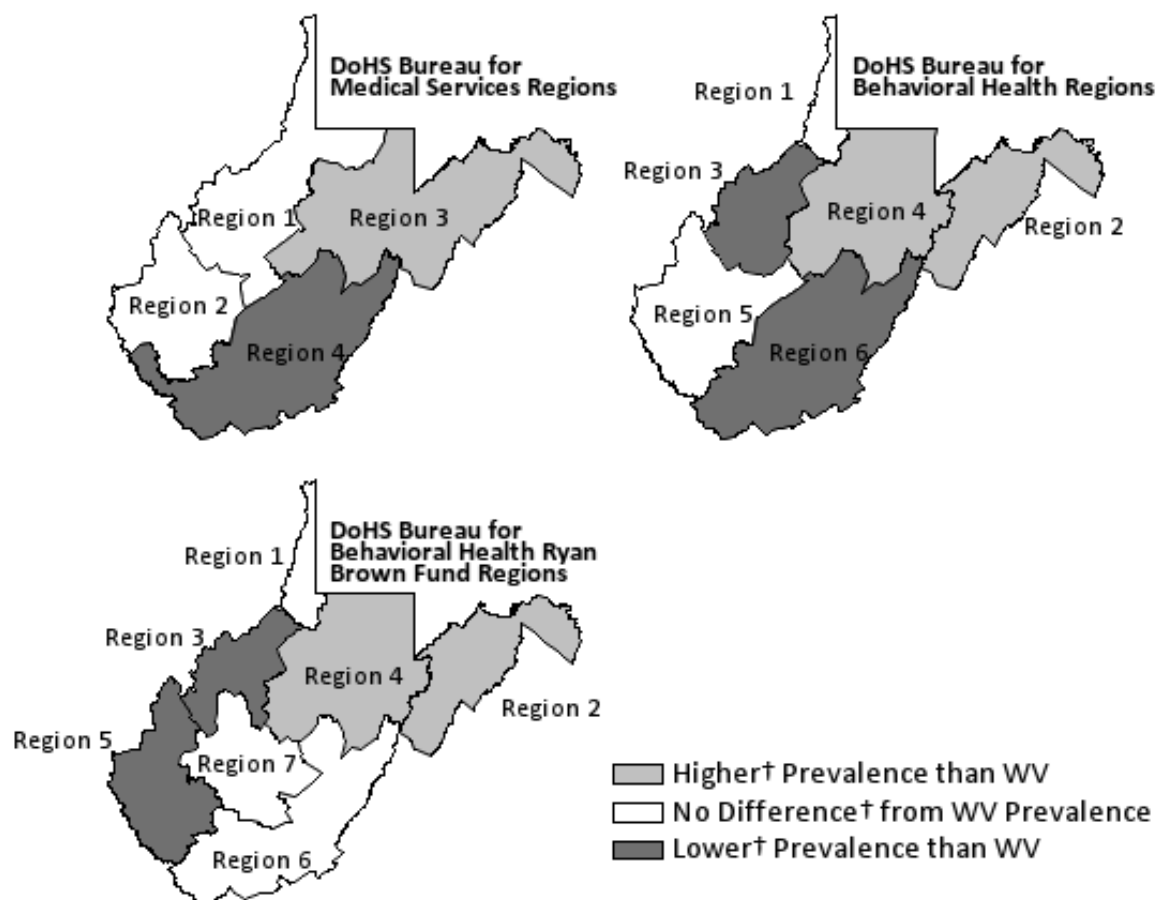 DoHS Bureau for
Medical Services Regions
Region 1
Region 3
Region 2
Region 4
DoHS Bureau for
Behavioral Health Regions
Region 1
Region 3
Region 4
Region 2
Region 5
Region 6
DoHS Bureau for
Behavioral Health Ryan
Brown Fund Regions
Region 1
Region 3
Region 4
Region 2
Region 5
Region 7
Region 6
Higher† Prevalence than WV
No Difference† from WV Prevalence
Lower† Prevalence than WV